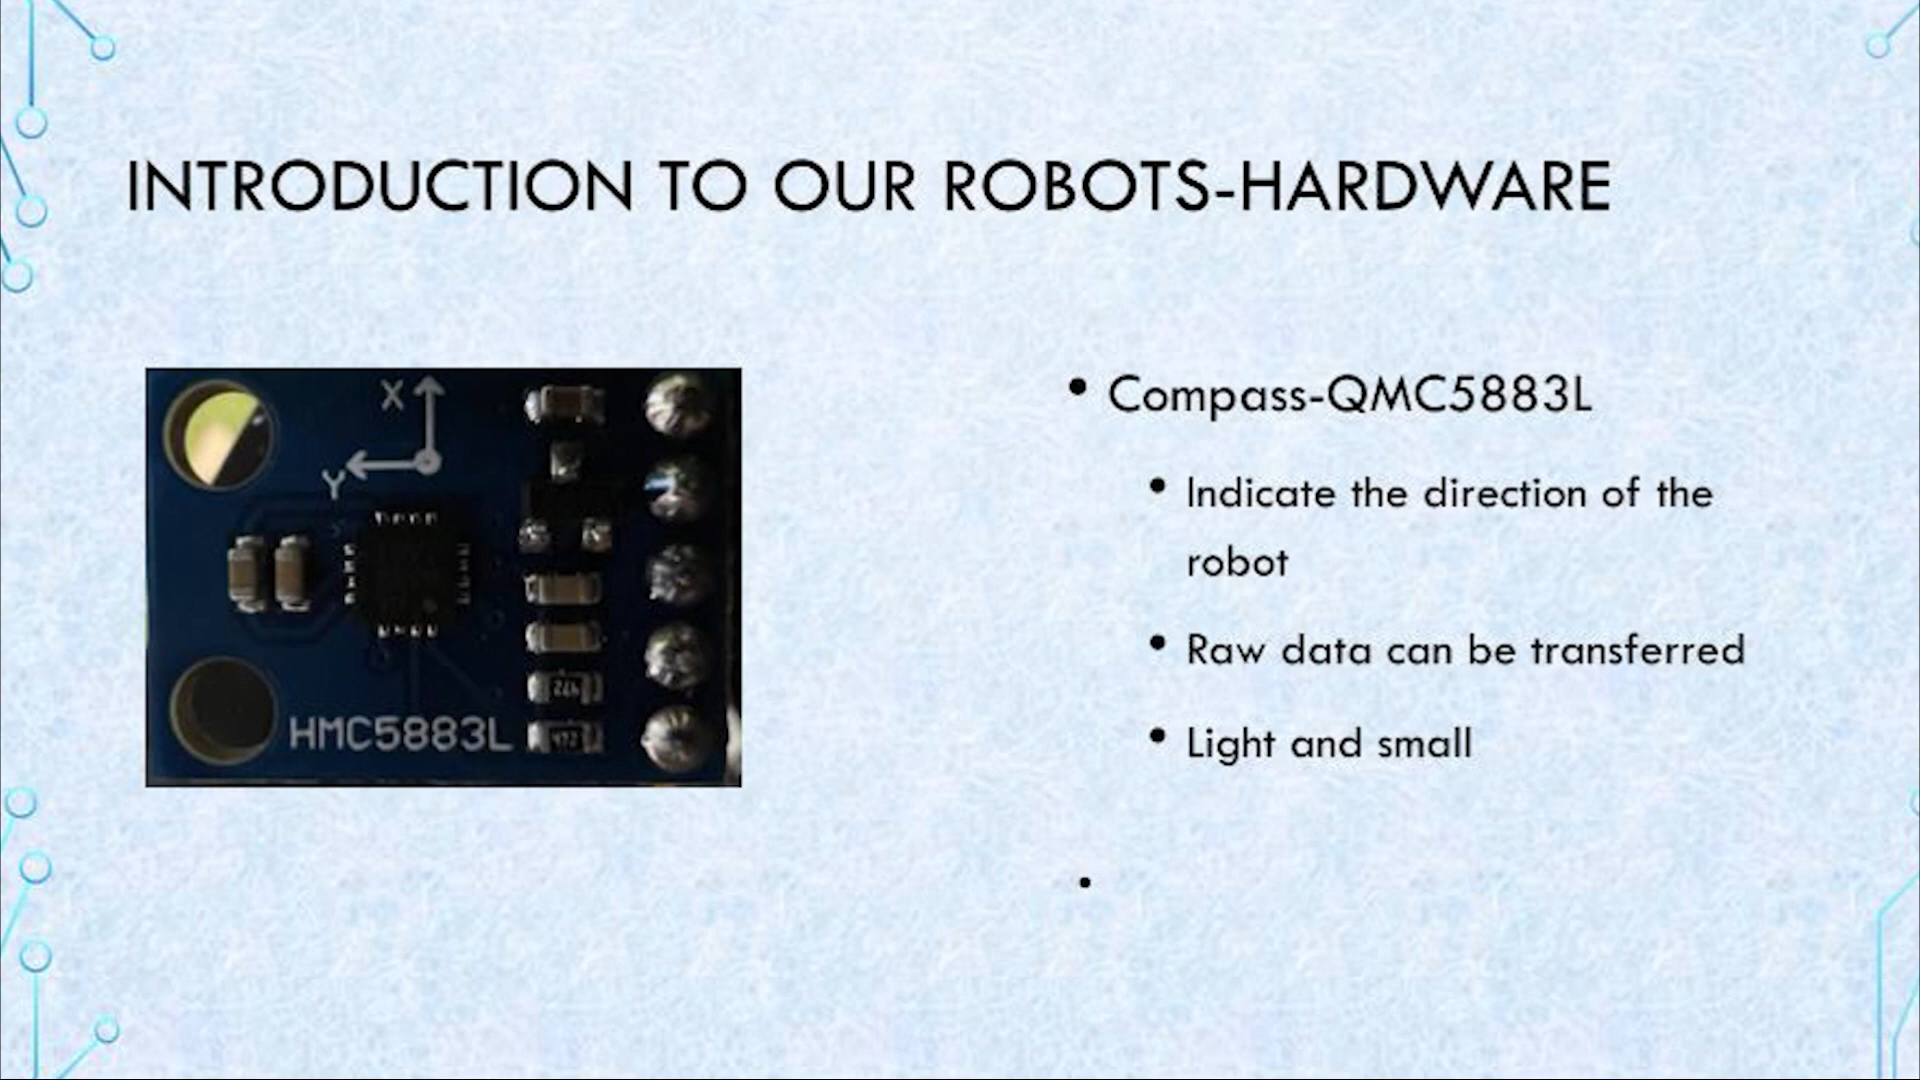 INTRODUCTION TO OUR ROBOTS-HARDWARE
X
Y
HMC5883L
472
• Compass-QMC5883L
• Indicate the direction of the
robot
• Raw data can be transferred
• Light and small
•